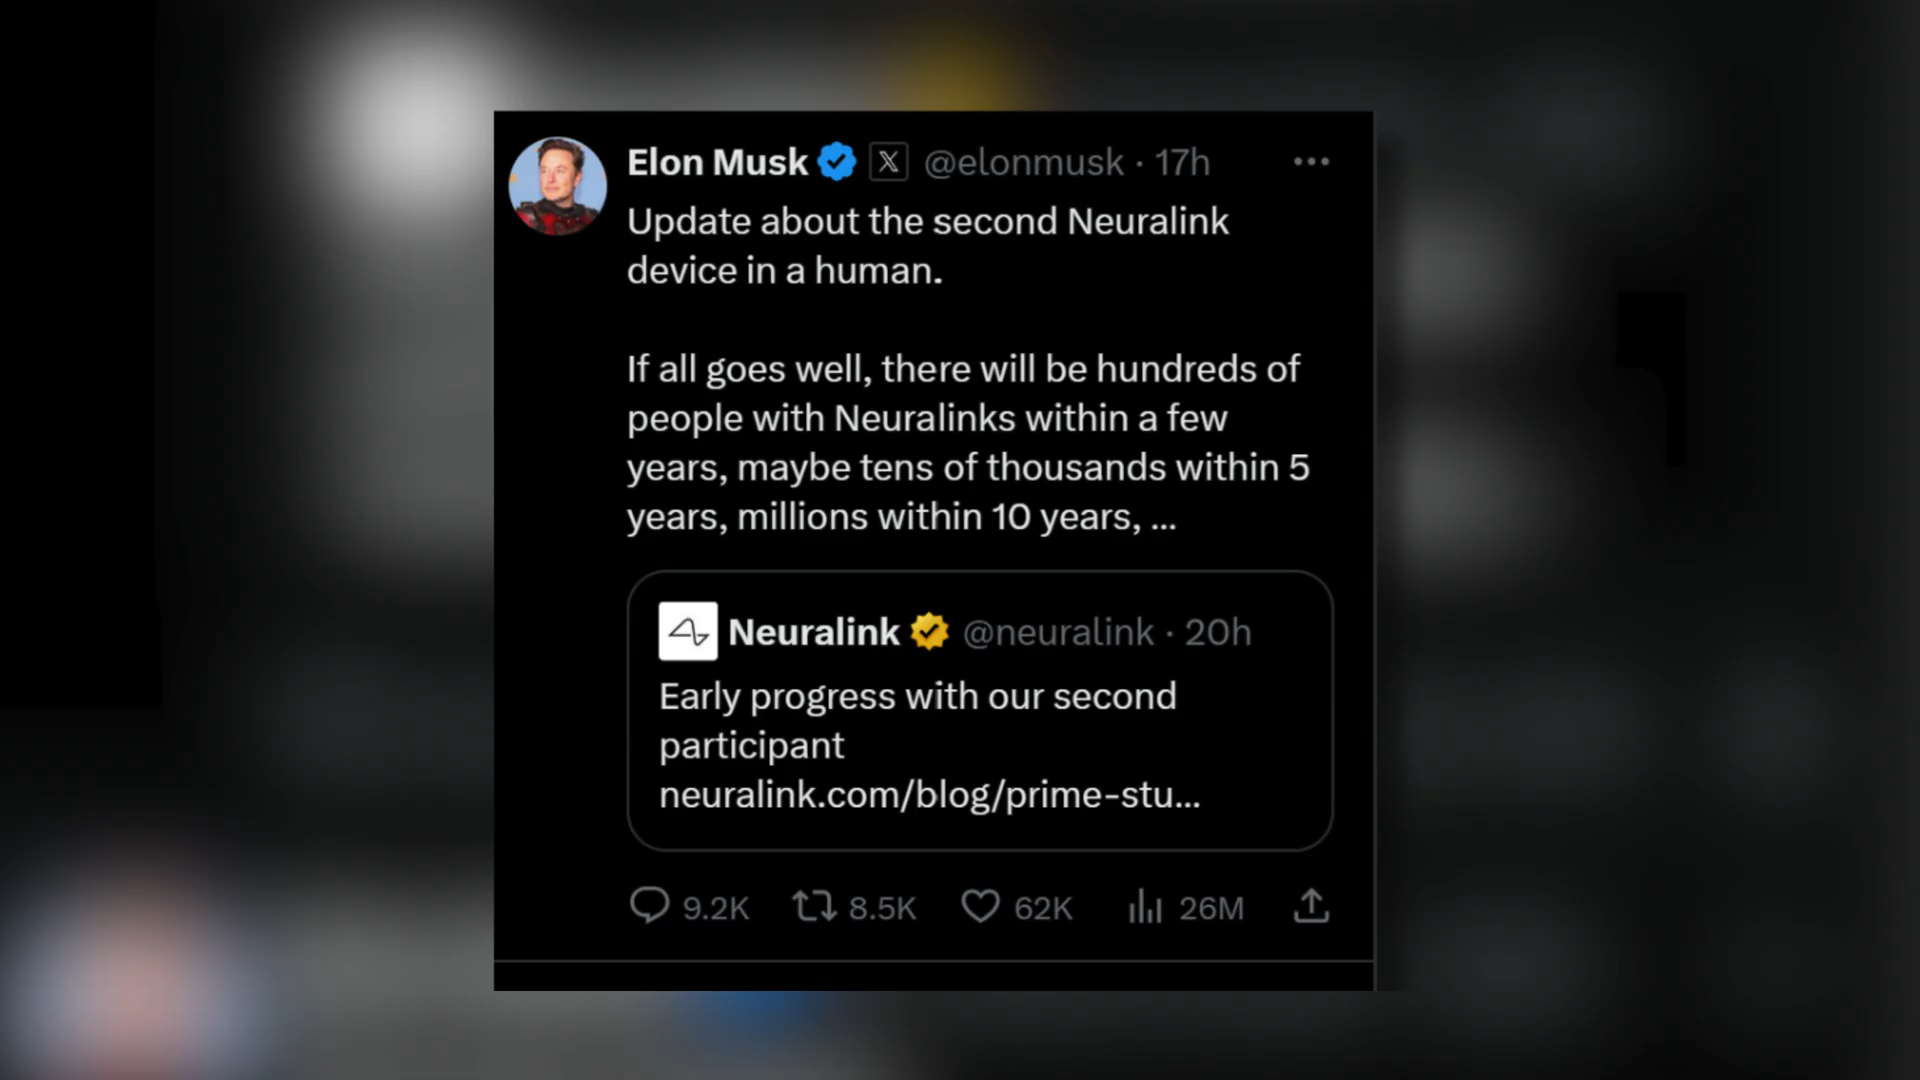 Elon Musk @elonmusk · 17h
Update about the second Neuralink
device in a human.
If all goes well, there will be hundreds of
people with Neuralinks within a few
years, maybe tens of thousands within 5
years, millions within 10 years, ...
Neuralink @neuralink · 20h
Early progress with our second
participant
neuralink.com/blog/prime-stu...
9.2K 8.5K 62K 26M